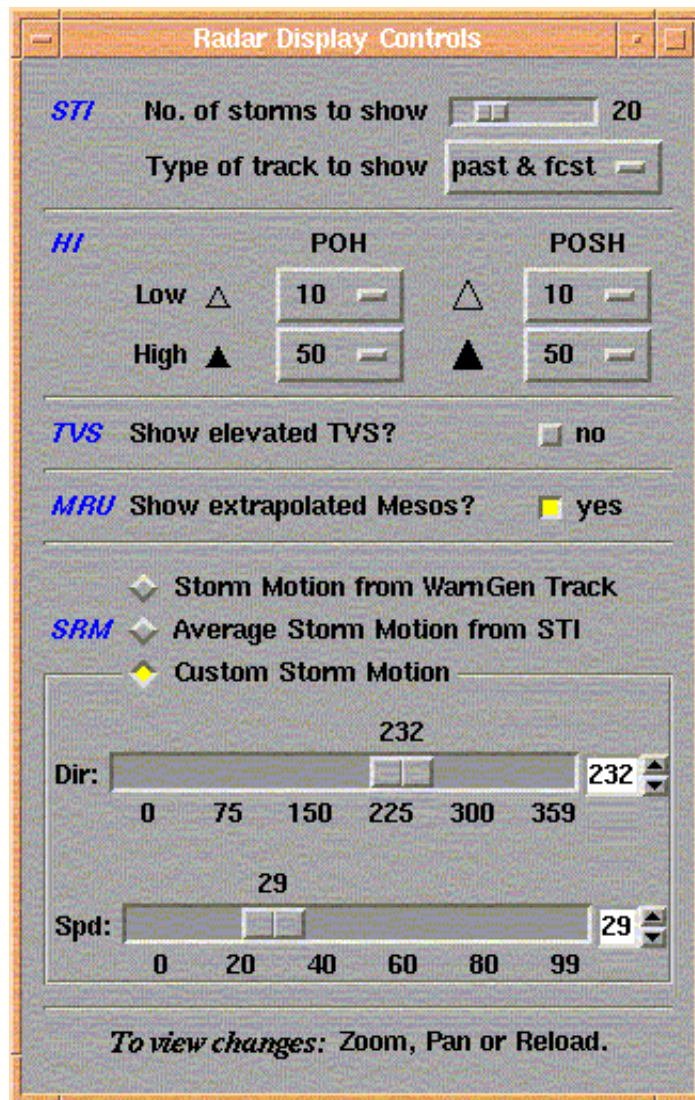 Radar Display Controls
STI No. of storms to show 20
Type of track to show past & fcst
HI POH POSH
Low 10 10
High 50 50
TVS Show elevated TVS? no
MRU Show extrapolated Mesos? yes
Storm Motion from WarnGen Track
SRM Average Storm Motion from STI
Custom Storm Motion
232
Dir: 232
0 75 150 225 300 359
29
Spd: 29
0 20 40 60 80 99
To view changes: Zoom, Pan or Reload.